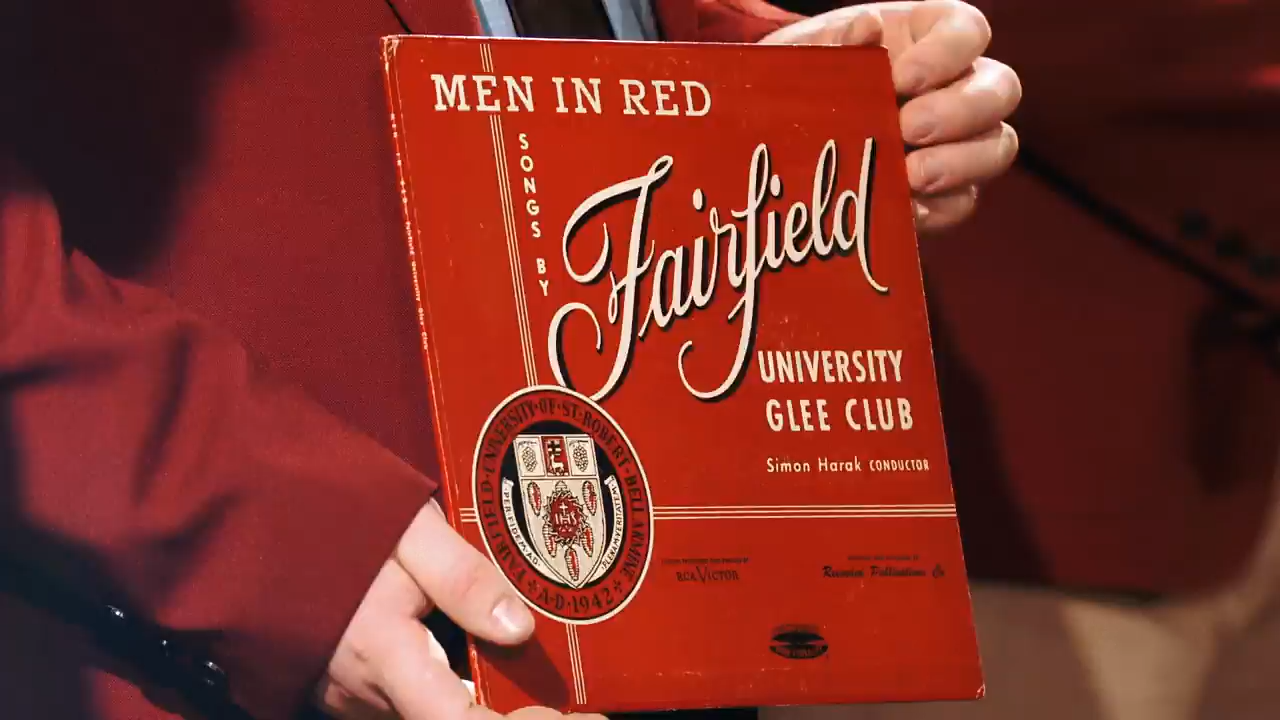 MEN IN RED
SONGS BY
Fairfield
UNIVERSITY
GLEE CLUB
Simon Harak CONDUCTOR
FAIRFIELD·UNIVERSITY·OF·ST·ROBERT·BELLARMINE
A·D·1942
PER·FIDEM·AD·
PLENAM·VERITATEM
IHS
RCA VICTOR